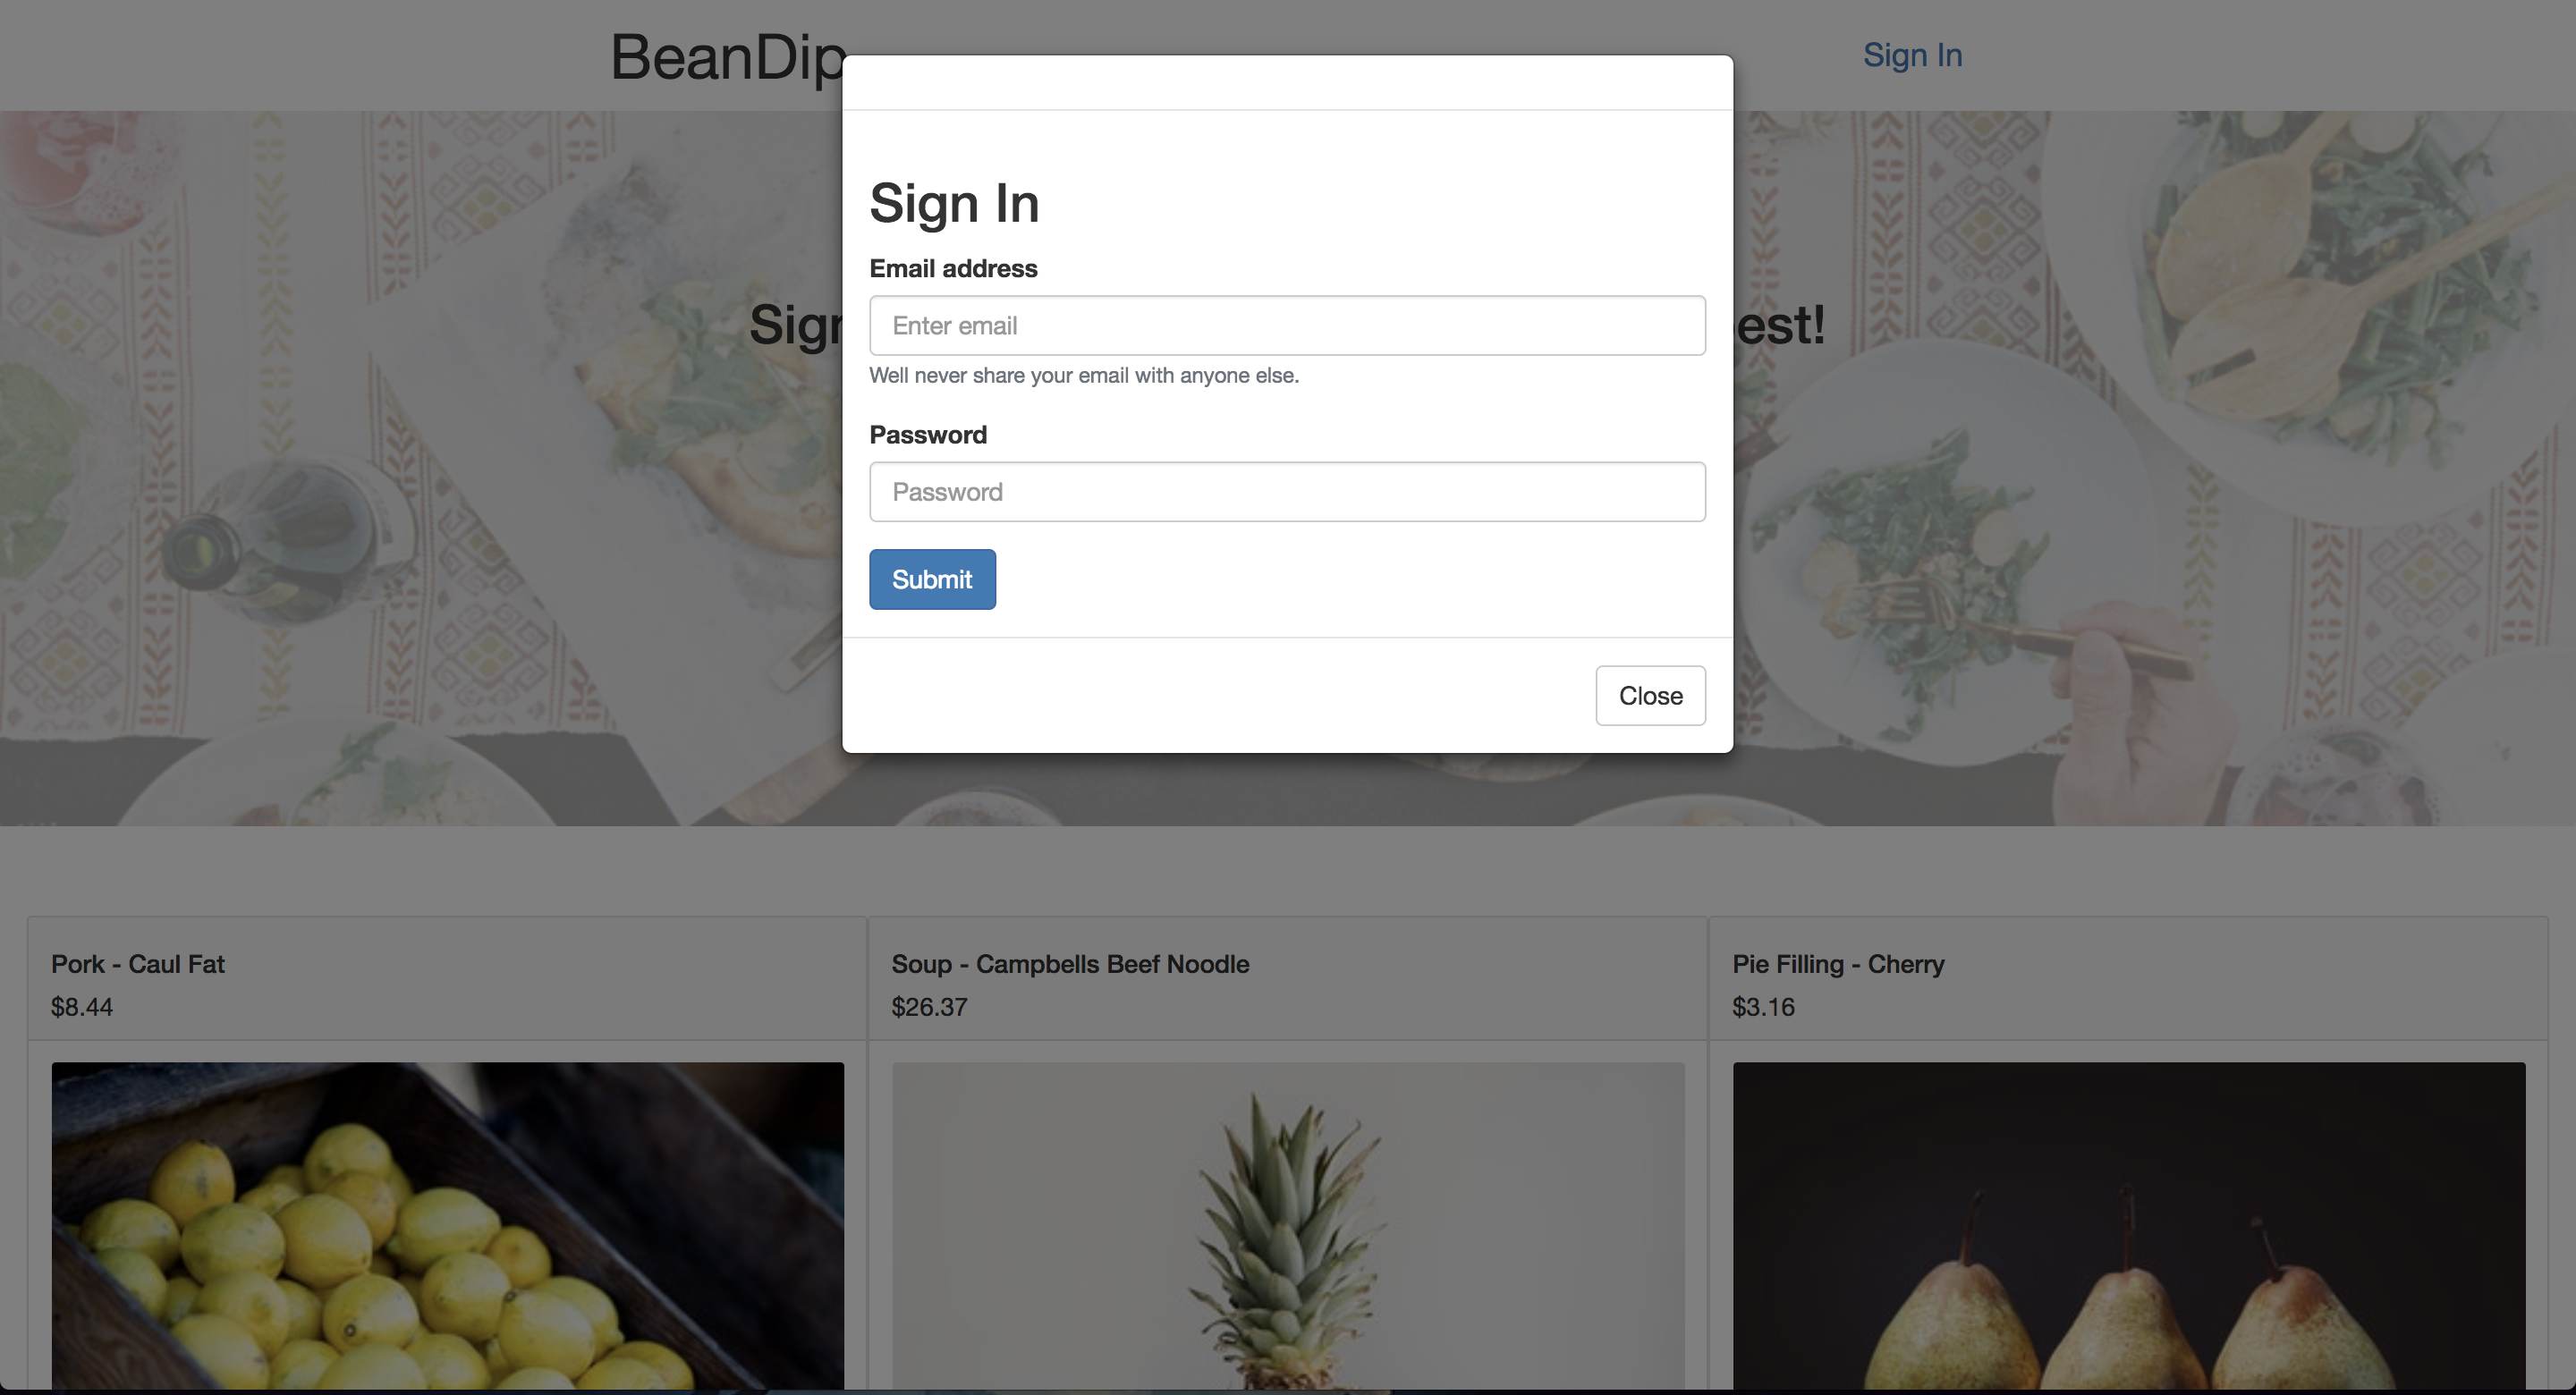 BeanDip
Sign In
Sign In
Email address
Enter email
Well never share your email with anyone else.
Password
Password
Submit
Close
est!
Pork - Caul Fat
$8.44
Soup - Campbells Beef Noodle
$26.37
Pie Filling - Cherry
$3.16